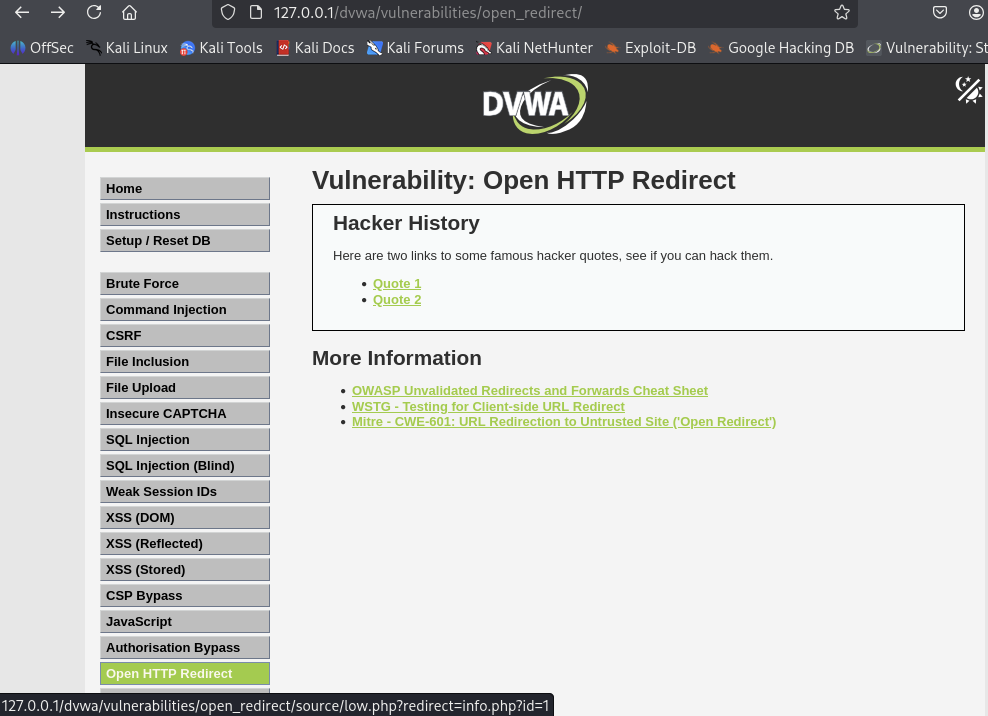 127.0.0.1/dvwa/vulnerabilities/open_redirect/
OffSec Kali Linux Kali Tools Kali Docs Kali Forums Kali NetHunter Exploit-DB Google Hacking DB Vulnerability: St
DVWA
Home
Instructions
Setup / Reset DB
Brute Force
Command Injection
CSRF
File Inclusion
File Upload
Insecure CAPTCHA
SQL Injection
SQL Injection (Blind)
Weak Session IDs
XSS (DOM)
XSS (Reflected)
XSS (Stored)
CSP Bypass
JavaScript
Authorisation Bypass
Open HTTP Redirect
Vulnerability: Open HTTP Redirect
Hacker History
Here are two links to some famous hacker quotes, see if you can hack them.
Quote 1
Quote 2
More Information
OWASP Unvalidated Redirects and Forwards Cheat Sheet
WSTG - Testing for Client-side URL Redirect
Mitre - CWE-601: URL Redirection to Untrusted Site ('Open Redirect')
127.0.0.1/dvwa/vulnerabilities/open_redirect/source/low.php?redirect=info.php?id=1